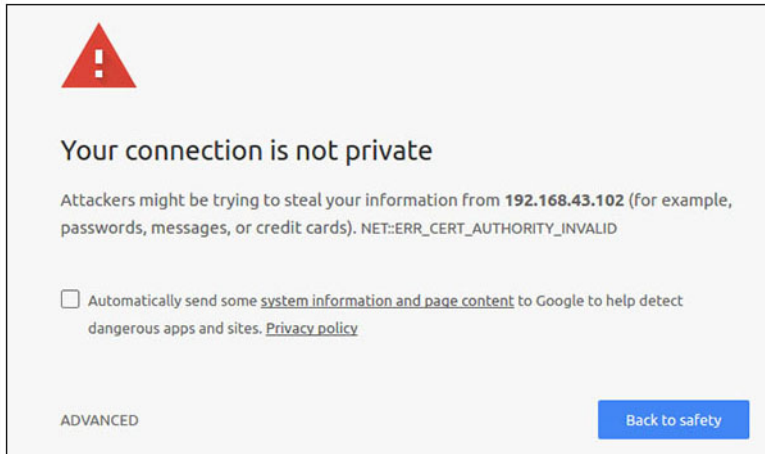 Your connection is not private
Attackers might be trying to steal your information from 192.168.43.102 (for example,
passwords, messages, or credit cards). NET::ERR_CERT_AUTHORITY_INVALID
Automatically send some system information and page content to Google to help detect
dangerous apps and sites. Privacy policy
ADVANCED
Back to safety